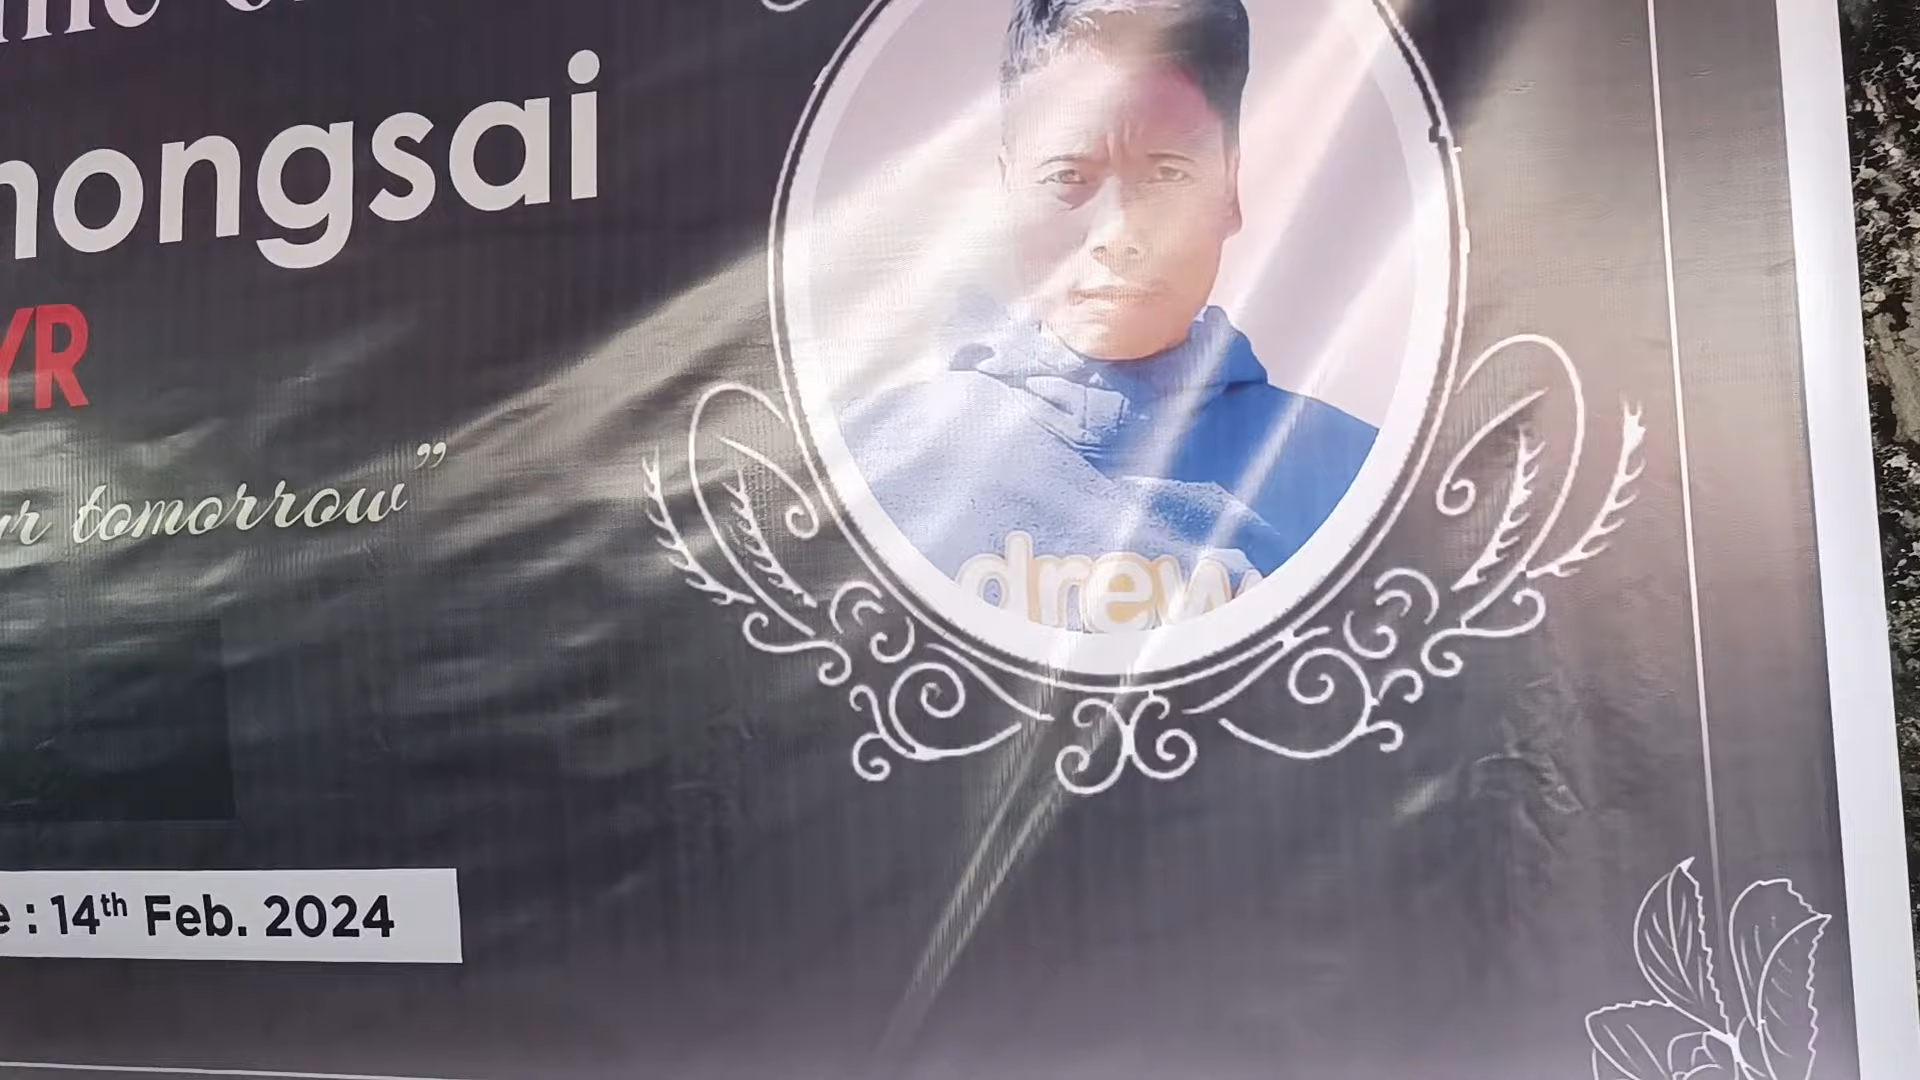 hongsai
YR
tomorrow”
: 14th Feb. 2024
drew